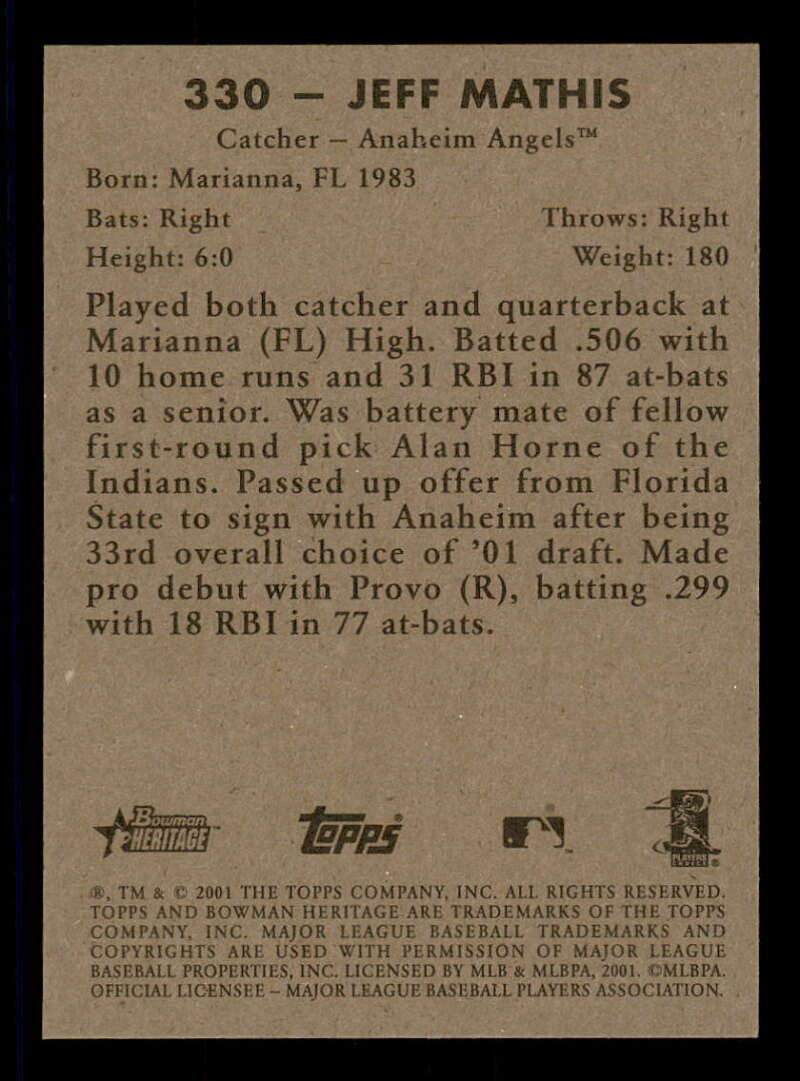 330 – JEFF MATHIS
Catcher – Anaheim Angels™
Born: Marianna, FL 1983
Bats: Right Throws: Right
Height: 6:0 Weight: 180
Played both catcher and quarterback at
Marianna (FL) High. Batted .506 with
10 home runs and 31 RBI in 87 at-bats
as a senior. Was battery mate of fellow
first-round pick Alan Horne of the
Indians. Passed up offer from Florida
State to sign with Anaheim after being
33rd overall choice of ’01 draft. Made
pro debut with Provo (R), batting .299
with 18 RBI in 77 at-bats.
Bowman
HERITAGE™
topps
®, TM & © 2001 THE TOPPS COMPANY, INC. ALL RIGHTS RESERVED.
TOPPS AND BOWMAN HERITAGE ARE TRADEMARKS OF THE TOPPS
COMPANY, INC. MAJOR LEAGUE BASEBALL TRADEMARKS AND
COPYRIGHTS ARE USED WITH PERMISSION OF MAJOR LEAGUE
BASEBALL PROPERTIES, INC. LICENSED BY MLB & MLBPA, 2001. ©MLBPA.
OFFICIAL LICENSEE – MAJOR LEAGUE BASEBALL PLAYERS ASSOCIATION.